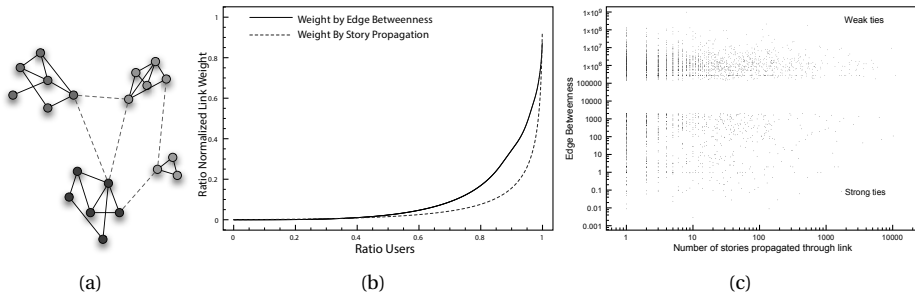 Weight by Edge Betweenness
Weight By Story Propagation
Ratio Normalized Link Weight
1
0.8
0.6
0.4
0.2
0
0
0.2
0.4
0.6
0.8
1
Ratio Users
Edge Betweenness
1×10⁹
1×10⁸
1×10⁷
1×10⁶
100000
10000
1000
100
10
1
0.1
0.01
0.001
Weak ties
Strong ties
1
10
100
1000
10000
Number of stories propagated through link
(a)
(b)
(c)